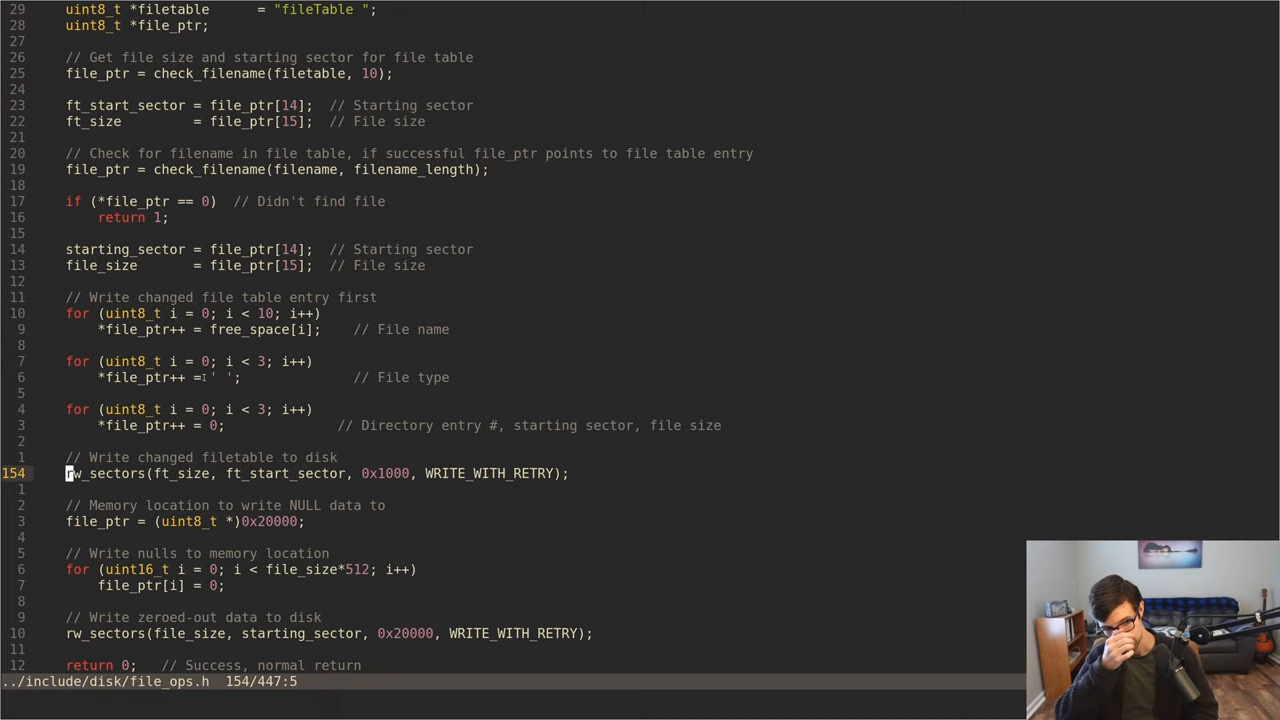 29 uint8_t *filetable = "fileTable ";
28 uint8_t *file_ptr;
27
26 // Get file size and starting sector for file table
25 file_ptr = check_filename(filetable, 10);
24
23 ft_start_sector = file_ptr[14]; // Starting sector
22 ft_size = file_ptr[15]; // File size
21
20 // Check for filename in file table, if successful file_ptr points to file table entry
19 file_ptr = check_filename(filename, filename_length);
18
17 if (*file_ptr == 0) // Didn't find file
16 return 1;
15
14 starting_sector = file_ptr[14]; // Starting sector
13 file_size = file_ptr[15]; // File size
12
11 // Write changed file table entry first
10 for (uint8_t i = 0; i < 10; i++)
9 *file_ptr++ = free_space[i]; // File name
8
7 for (uint8_t i = 0; i < 3; i++)
6 *file_ptr++ = ' '; // File type
5
4 for (uint8_t i = 0; i < 3; i++)
3 *file_ptr++ = 0; // Directory entry #, starting sector, file size
2
1 // Write changed filetable to disk
154 rw_sectors(ft_size, ft_start_sector, 0x1000, WRITE_WITH_RETRY);
1
2 // Memory location to write NULL data to
3 file_ptr = (uint8_t *)0x20000;
4
5 // Write nulls to memory location
6 for (uint16_t i = 0; i < file_size*512; i++)
7 file_ptr[i] = 0;
8
9 // Write zeroed-out data to disk
10 rw_sectors(file_size, starting_sector, 0x20000, WRITE_WITH_RETRY);
11
12 return 0; // Success, normal return
../include/disk/file_ops.h 154/447:5